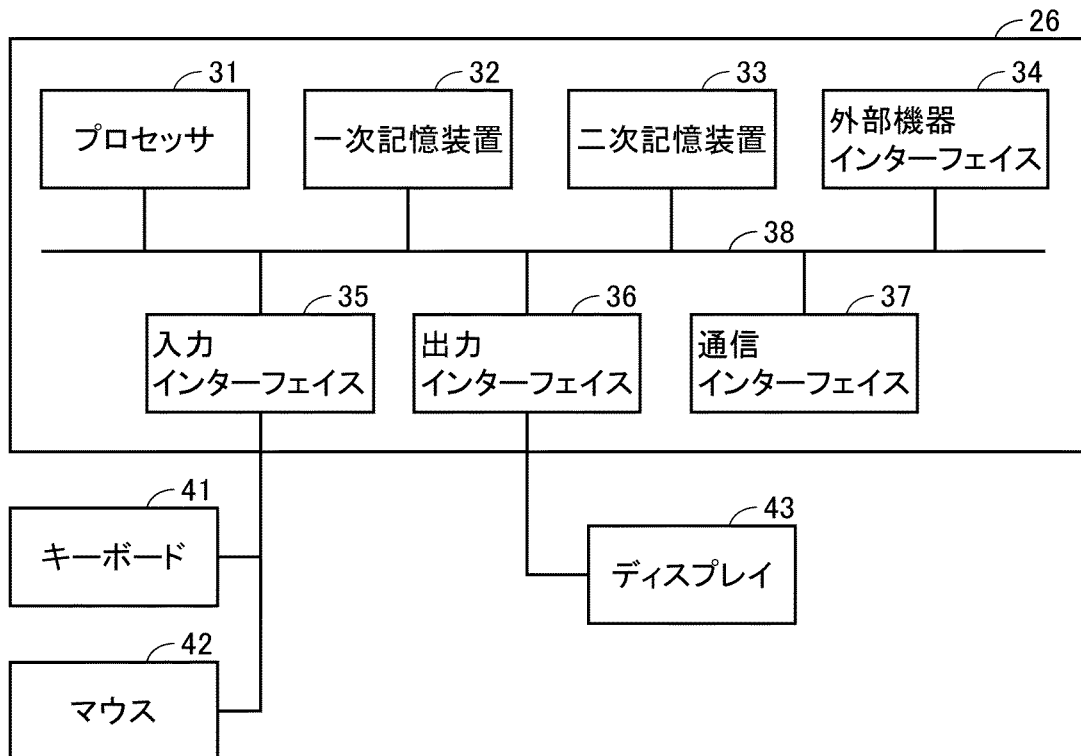 26
31
32
33
34
プロセッサ
一次記憶装置
二次記憶装置
外部機器
インターフェイス
38
35
36
37
入力
インターフェイス
出力
インターフェイス
通信
インターフェイス
41
43
キーボード
ディスプレイ
42
マウス